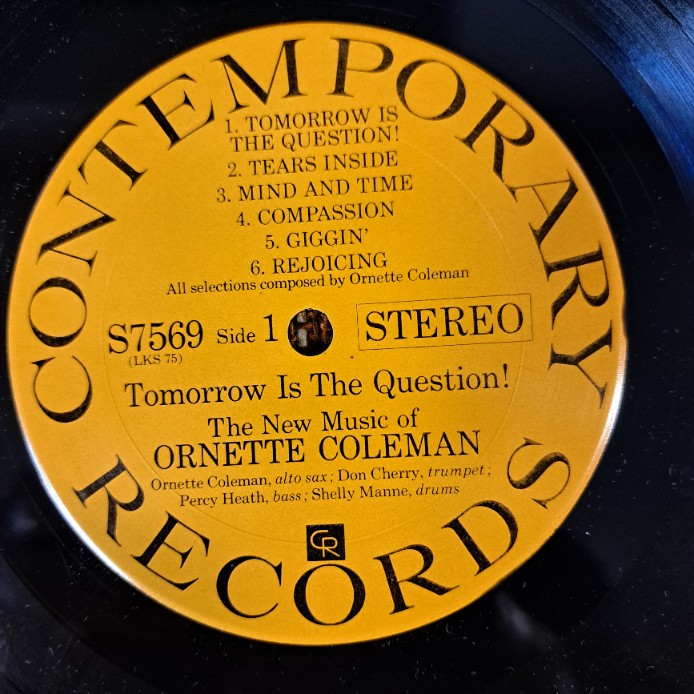 CONTEMPORARY
1. TOMORROW IS
THE QUESTION!
2. TEARS INSIDE
3. MIND AND TIME
4. COMPASSION
5. GIGGIN'
6. REJOICING
All selections composed by Ornette Coleman
S7569 Side 1 STEREO
(LKS 75)
Tomorrow Is The Question!
The New Music of
ORNETTE COLEMAN
Ornette Coleman, alto sax; Don Cherry, trumpet;
Percy Heath, bass; Shelly Manne, drums
CR
RECORDS